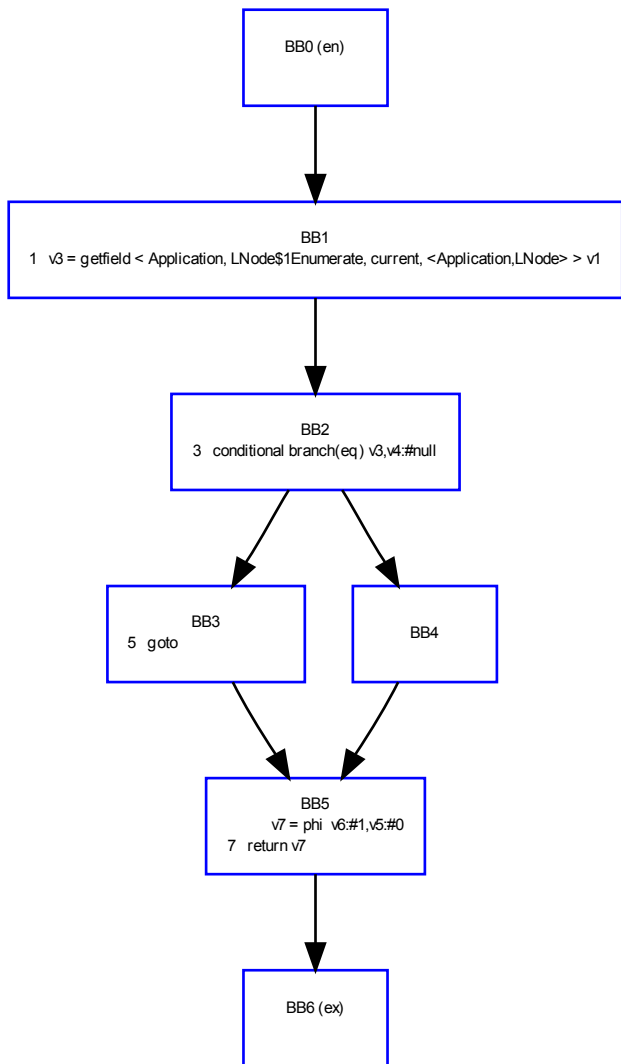 BB0 (en)
BB1
1 v3 = getfield < Application, LNode$1Enumerate, current, <Application,LNode> > v1
BB2
3 conditional branch(eq) v3,v4:#null
BB3
5 goto
BB4
BB5
v7 = phi v6:#1,v5:#0
7 return v7
BB6 (ex)